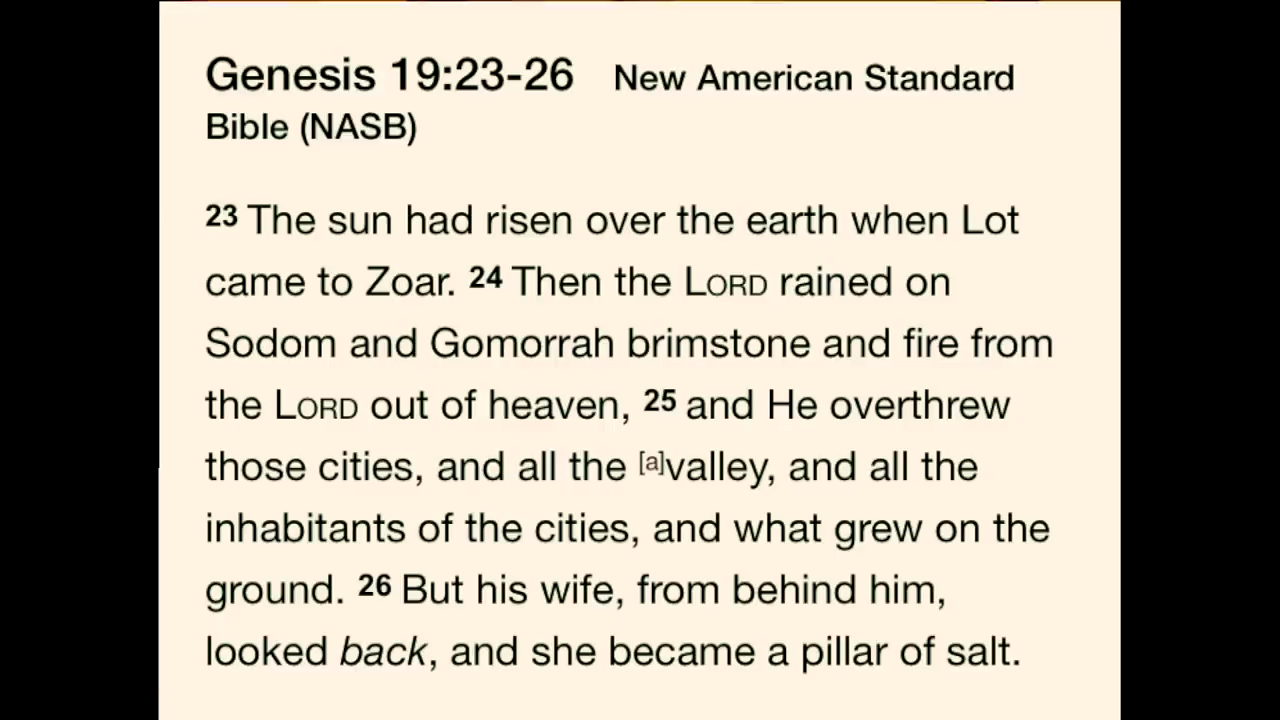 Genesis 19:23-26 New American Standard
Bible (NASB)
23 The sun had risen over the earth when Lot
came to Zoar. 24 Then the LORD rained on
Sodom and Gomorrah brimstone and fire from
the LORD out of heaven, 25 and He overthrew
those cities, and all the [a]valley, and all the
inhabitants of the cities, and what grew on the
ground. 26 But his wife, from behind him,
looked back, and she became a pillar of salt.